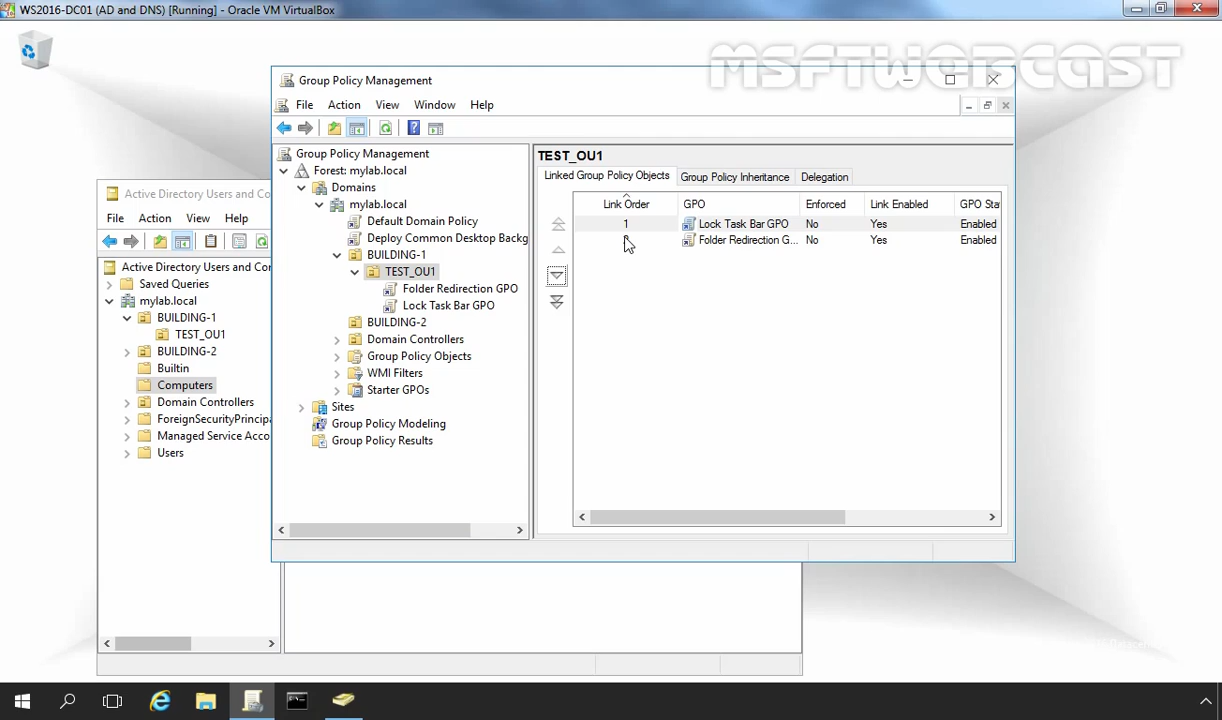 WS2016-DC01 (AD and DNS) [Running] - Oracle VM VirtualBox
MSFTWEBCAST
Group Policy Management
File Action View Window Help
Group Policy Management
Forest: mylab.local
Domains
mylab.local
Default Domain Policy
Deploy Common Desktop Backg
BUILDING-1
TEST_OU1
Folder Redirection GPO
Lock Task Bar GPO
BUILDING-2
Domain Controllers
Group Policy Objects
WMI Filters
Starter GPOs
Sites
Group Policy Modeling
Group Policy Results
TEST_OU1
Linked Group Policy Objects Group Policy Inheritance Delegation
Link Order GPO Enforced Link Enabled GPO Sta
1 Lock Task Bar GPO No Yes Enabled
Folder Redirection G... No Yes Enabled
Active Directory Users and Co
File Action View Help
Active Directory Users and Com
Saved Queries
mylab.local
BUILDING-1
TEST_OU1
BUILDING-2
Builtin
Computers
Domain Controllers
ForeignSecurityPrincipa
Managed Service Acco
Users